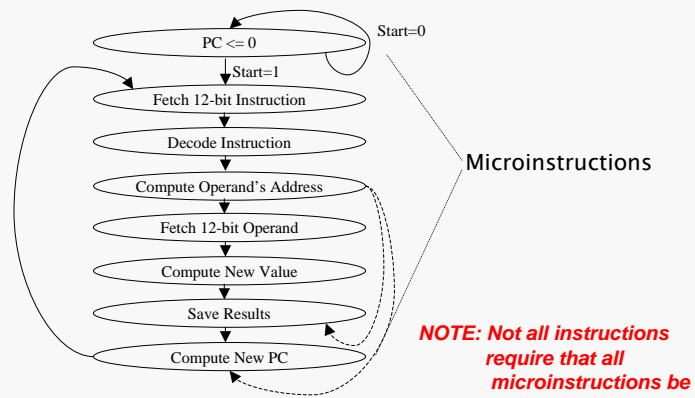 Start=0
PC <= 0
Start=1
Fetch 12-bit Instruction
Decode Instruction
Compute Operand's Address
Microinstructions
Fetch 12-bit Operand
Compute New Value
Save Results
Compute New PC
NOTE: Not all instructions
require that all
microinstructions be